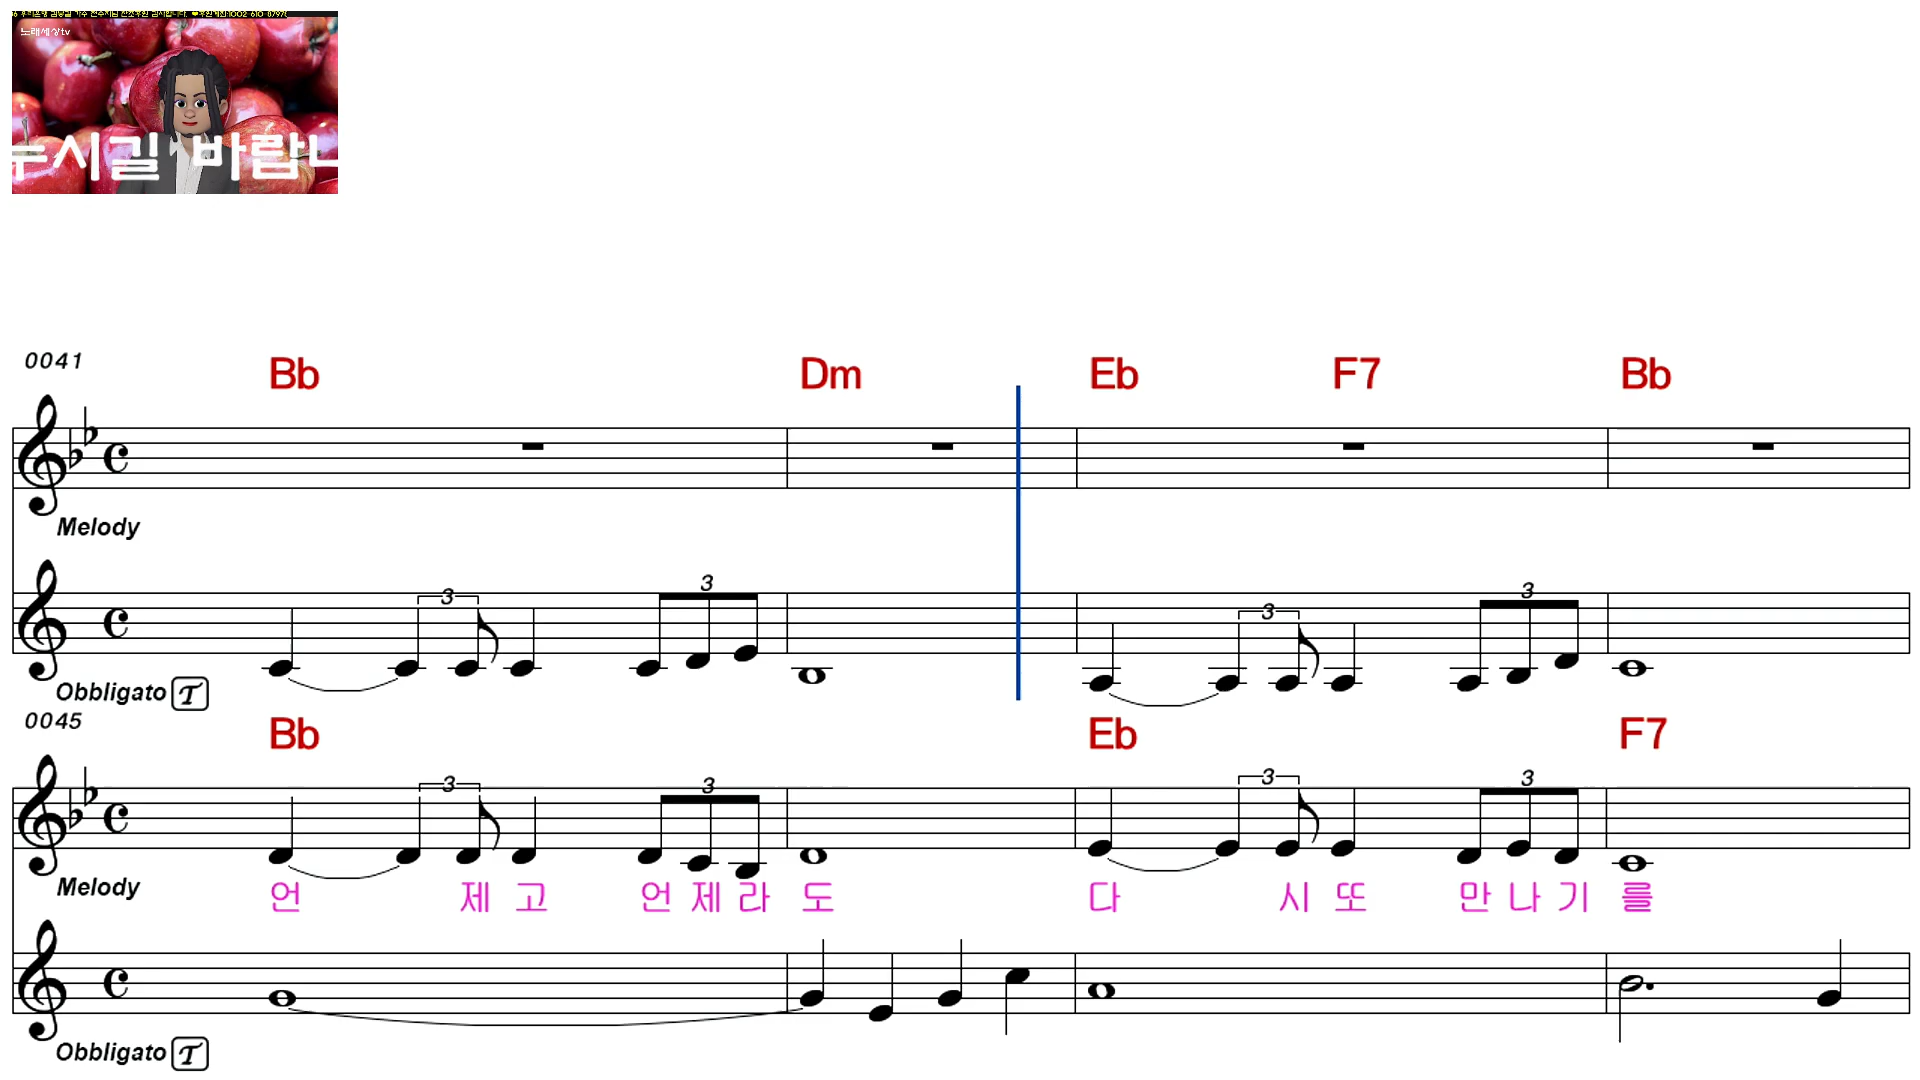 노래세상tv
누시길 바랍니
0041
Bb Dm Eb F7 Bb
Melody
3 3 3 3
Obbligato T
0045
Bb Eb F7
3 3 3 3
Melody
언 제 고 언 제 라 도 다 시 또 만 나 기 를
Obbligato T